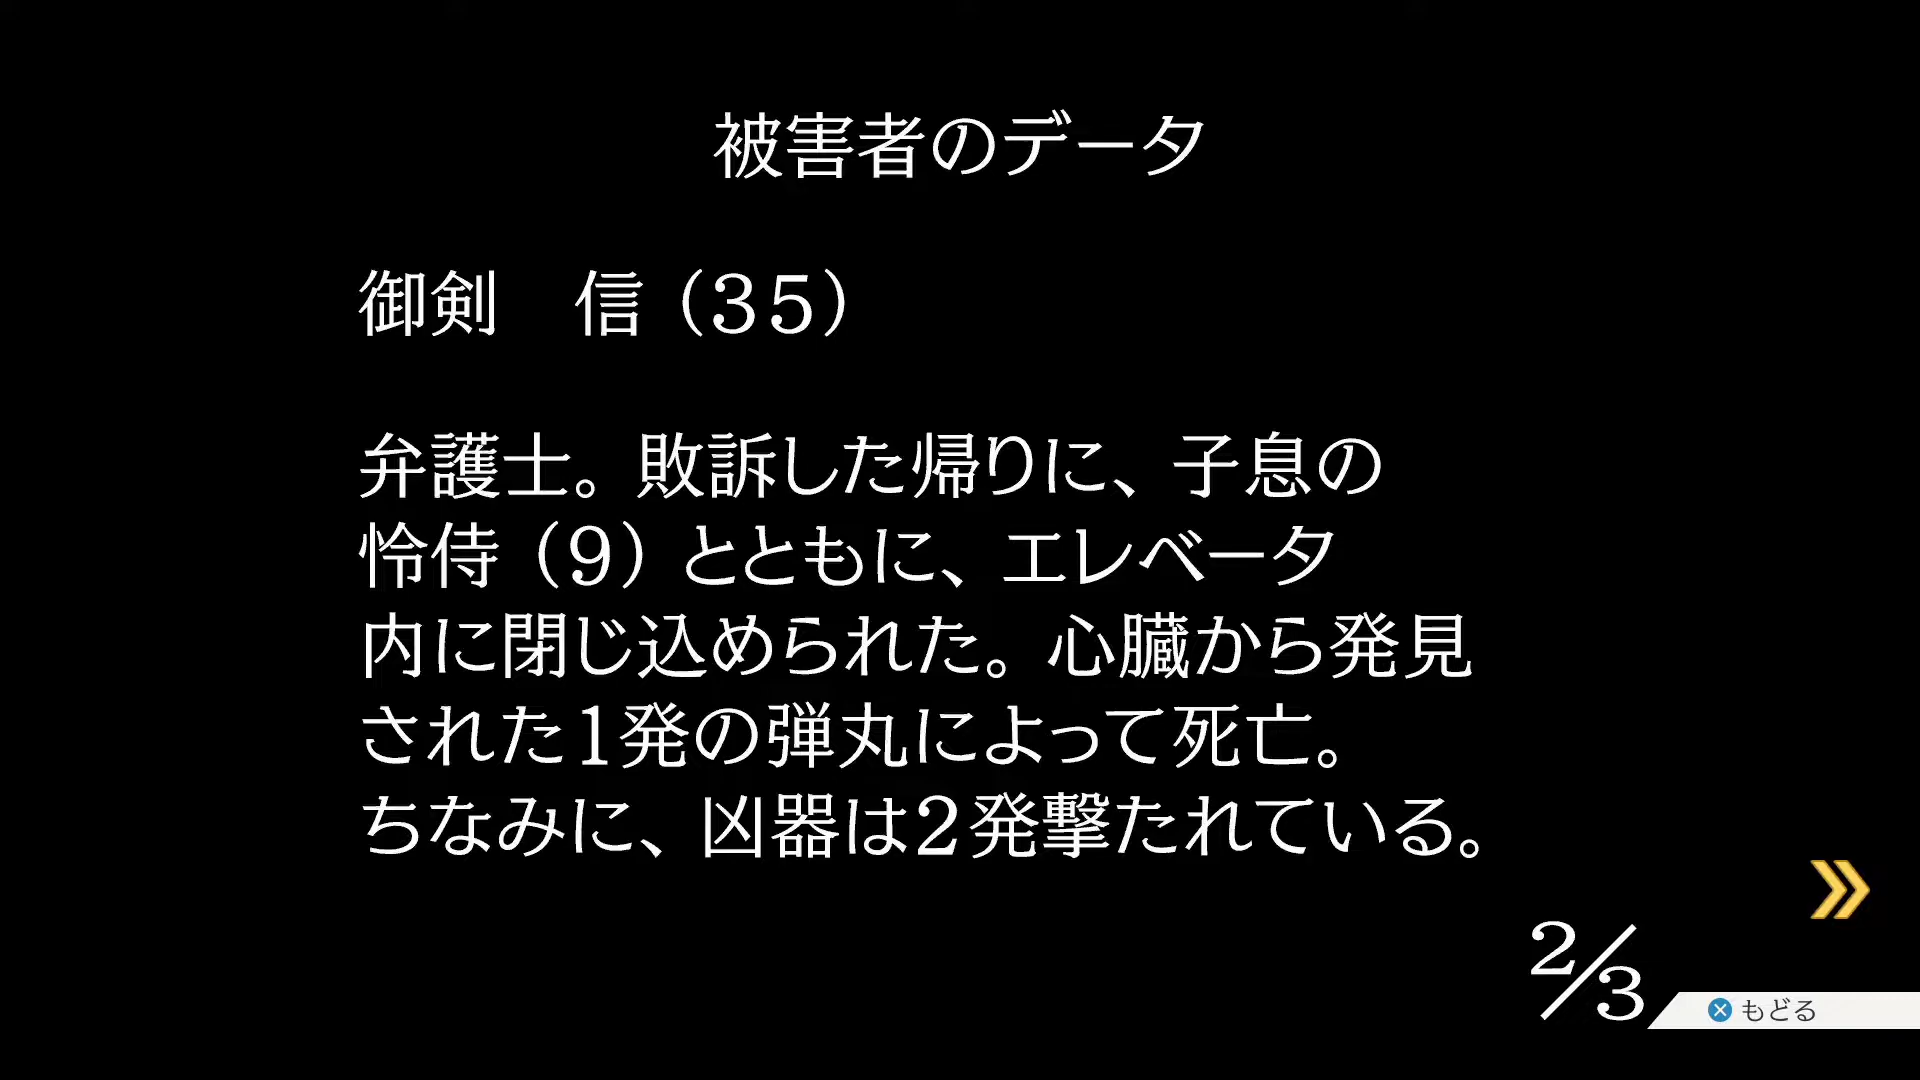 被害者のデータ
御剣　信（３５）
弁護士。敗訴した帰りに、子息の
怜侍（９）とともに、エレベータ
内に閉じ込められた。心臓から発見
された１発の弾丸によって死亡。
ちなみに、凶器は２発撃たれている。
2/3
もどる